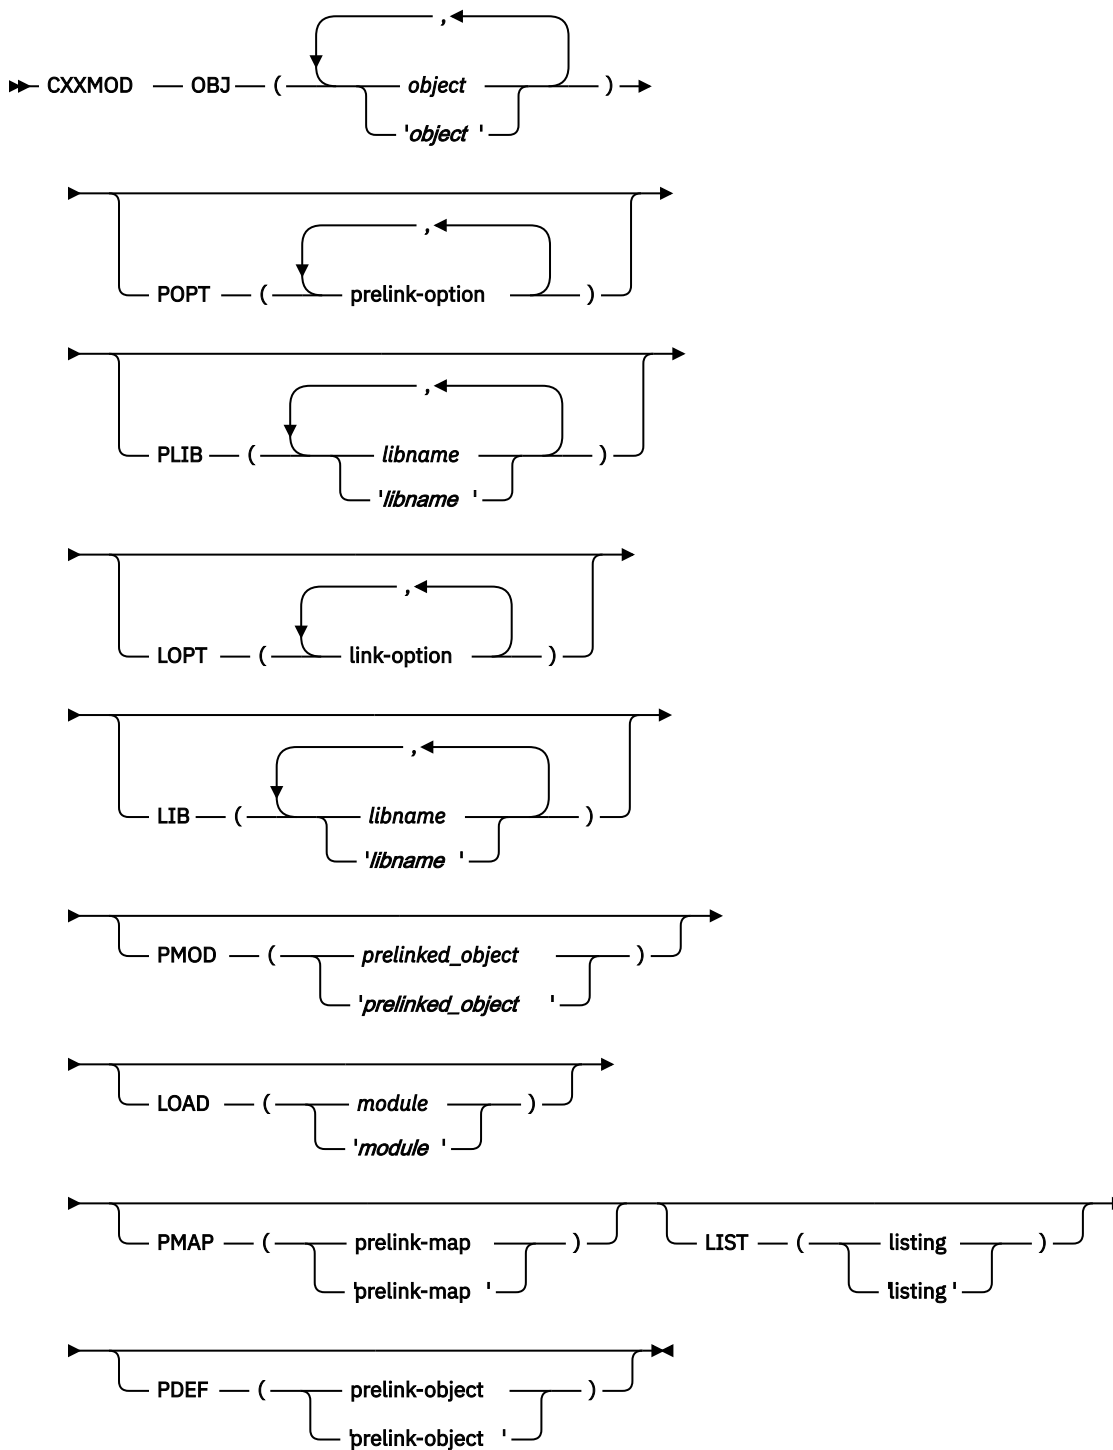 ,
CXXMOD OBJ ( object )
'object '
,
POPT ( prelink-option )
,
PLIB ( libname )
'libname '
,
LOPT ( link-option )
,
LIB ( libname )
'libname '
PMOD ( prelinked_object )
'prelinked_object '
LOAD ( module )
'module '
PMAP ( prelink-map ) LIST ( listing )
'prelink-map ' 'listing '
PDEF ( prelink-object )
'prelink-object '